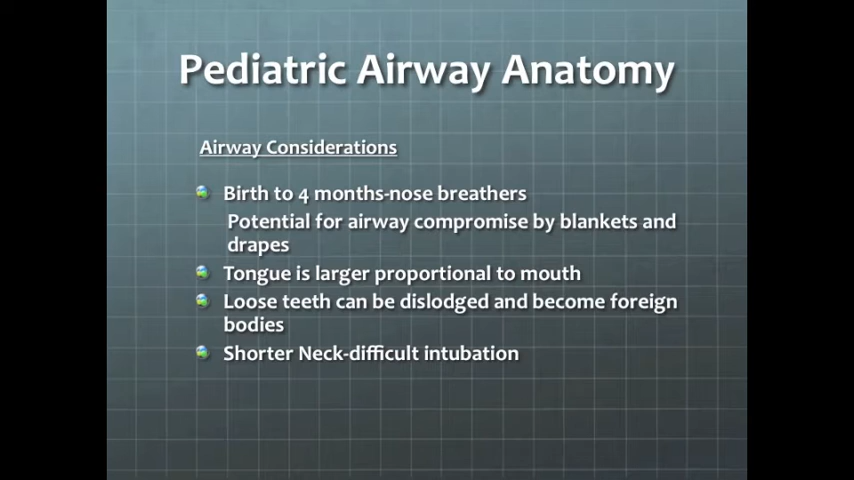 Pediatric Airway Anatomy
Airway Considerations
Birth to 4 months-nose breathers
Potential for airway compromise by blankets and
drapes
Tongue is larger proportional to mouth
Loose teeth can be dislodged and become foreign
bodies
Shorter Neck-difficult intubation